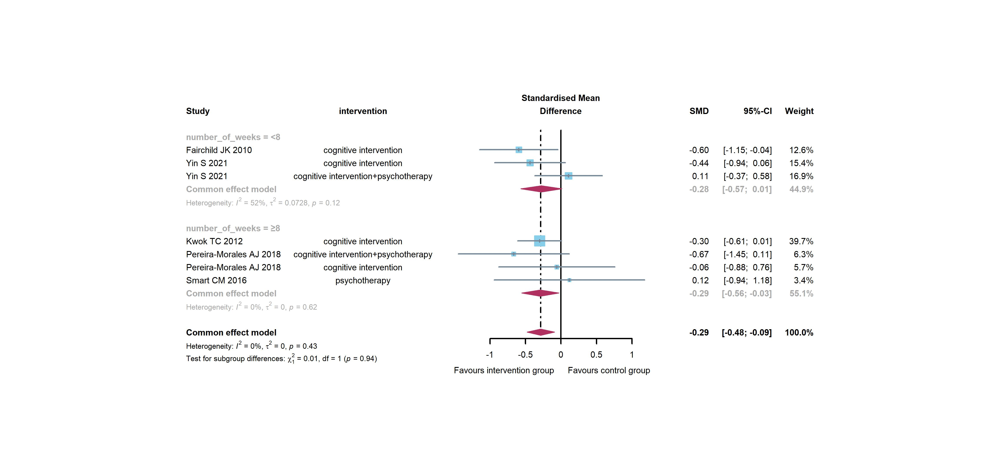 Standardised Mean
Study intervention Difference SMD 95%-CI Weight
number_of_weeks = <8
Fairchild JK 2010 cognitive intervention -0.60 [-1.15; -0.04] 12.6%
Yin S 2021 cognitive intervention -0.44 [-0.94; 0.06] 15.4%
Yin S 2021 cognitive intervention+psychotherapy 0.11 [-0.37; 0.58] 16.9%
Common effect model -0.28 [-0.57; 0.01] 44.9%
Heterogeneity: I² = 52%, τ² = 0.0728, p = 0.12
number_of_weeks = ≥8
Kwok TC 2012 cognitive intervention -0.30 [-0.61; 0.01] 39.7%
Pereira-Morales AJ 2018 cognitive intervention+psychotherapy -0.67 [-1.45; 0.11] 6.3%
Pereira-Morales AJ 2018 cognitive intervention -0.06 [-0.88; 0.76] 5.7%
Smart CM 2016 psychotherapy 0.12 [-0.94; 1.18] 3.4%
Common effect model -0.29 [-0.56; -0.03] 55.1%
Heterogeneity: I² = 0%, τ² = 0, p = 0.62
Common effect model -0.29 [-0.48; -0.09] 100.0%
Heterogeneity: I² = 0%, τ² = 0, p = 0.43
Test for subgroup differences: χ²₁ = 0.01, df = 1 (p = 0.94)
-1 -0.5 0 0.5 1
Favours intervention group Favours control group